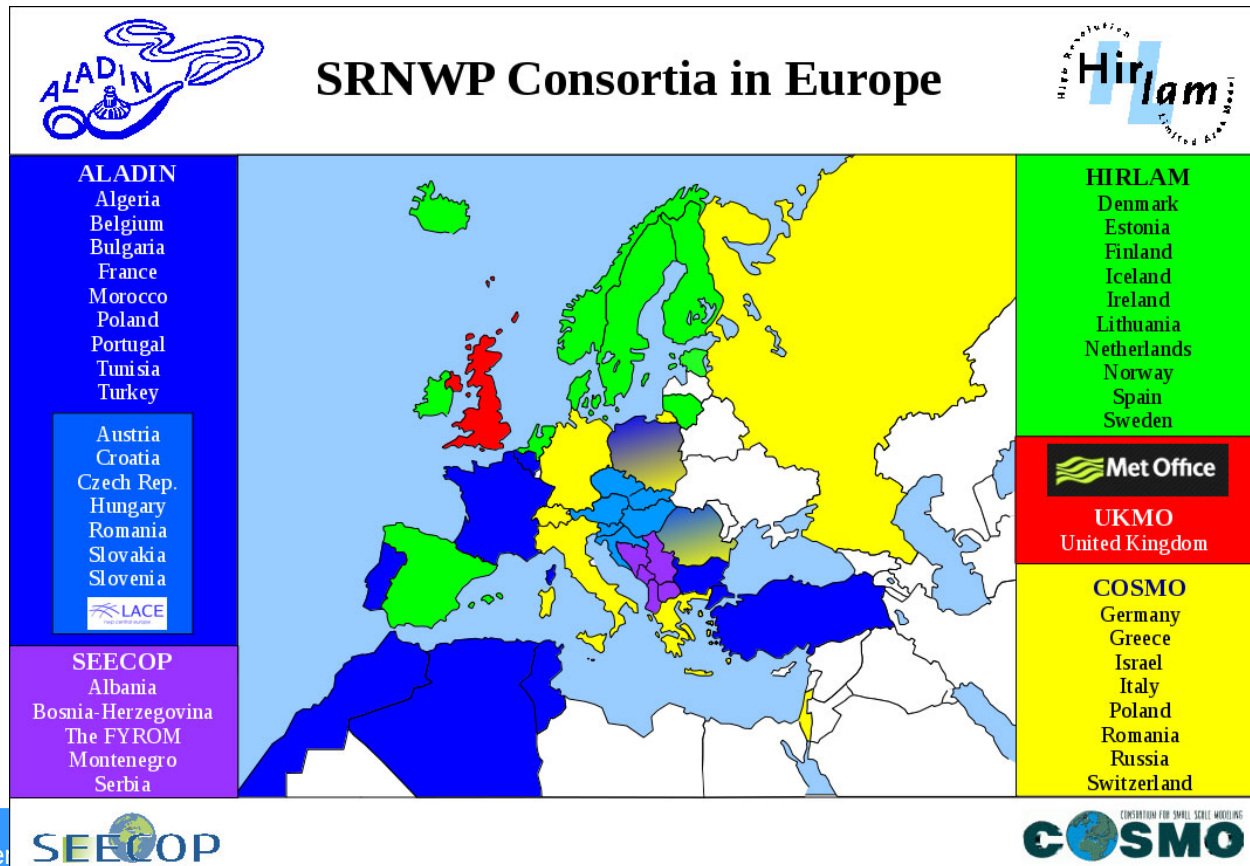 ALADIN
SRNWP Consortia in Europe
High Resolution
Hirlam
Limited Area Model
ALADIN
Algeria
Belgium
Bulgaria
France
Morocco
Poland
Portugal
Tunisia
Turkey
Austria
Croatia
Czech Rep.
Hungary
Romania
Slovakia
Slovenia
LACE
SEECOP
Albania
Bosnia-Herzegovina
The FYROM
Montenegro
Serbia
HIRLAM
Denmark
Estonia
Finland
Iceland
Ireland
Lithuania
Netherlands
Norway
Spain
Sweden
Met Office
UKMO
United Kingdom
COSMO
Germany
Greece
Israel
Italy
Poland
Romania
Russia
Switzerland
SEECOP
CONSORTIUM FOR SMALL SCALE MODELING
COSMO